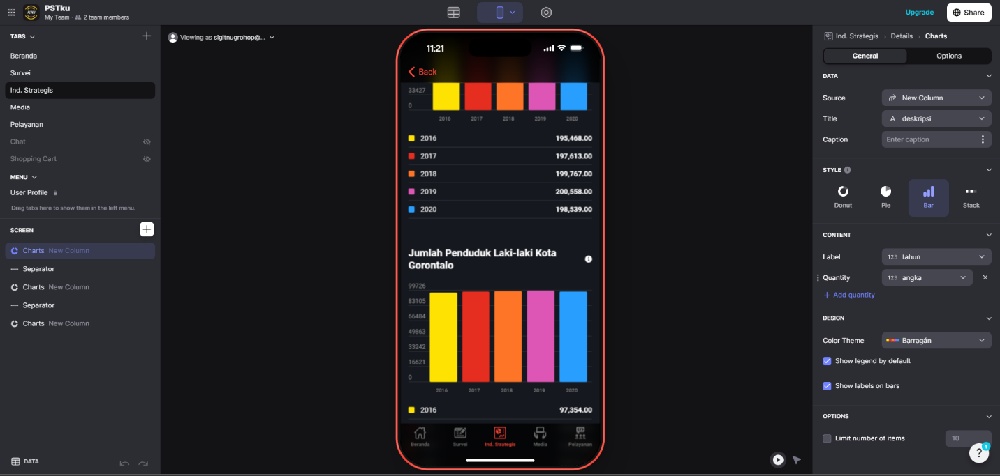 PSTku
My Team · 2 team members
Upgrade
Share
TABS
Beranda
Survei
Ind. Strategis
Media
Pelayanan
Chat
Shopping Cart
MENU
User Profile
Drag tabs here to show them in the left menu.
SCREEN
Charts New Column
Separator
Charts New Column
Separator
Charts New Column
DATA
Viewing as sigitnugrohop@...
11:21
Back
33427
0
2016 2017 2018 2019 2020
2016 195,468.00
2017 197,613.00
2018 199,767.00
2019 200,558.00
2020 198,539.00
Jumlah Penduduk Laki-laki Kota
Gorontalo
99726
83105
66484
49863
33242
16621
0
2016 2017 2018 2019 2020
2016 97,354.00
Beranda Survei Ind. Strategis Media Pelayanan
Ind. Strategis › Details › Charts
General Options
DATA
Source New Column
Title A deskripsi
Caption Enter caption
STYLE
Donut Pie Bar Stack
CONTENT
Label 123 tahun
Quantity 123 angka
+ Add quantity
DESIGN
Color Theme Barragán
Show legend by default
Show labels on bars
OPTIONS
Limit number of items 10
? 1